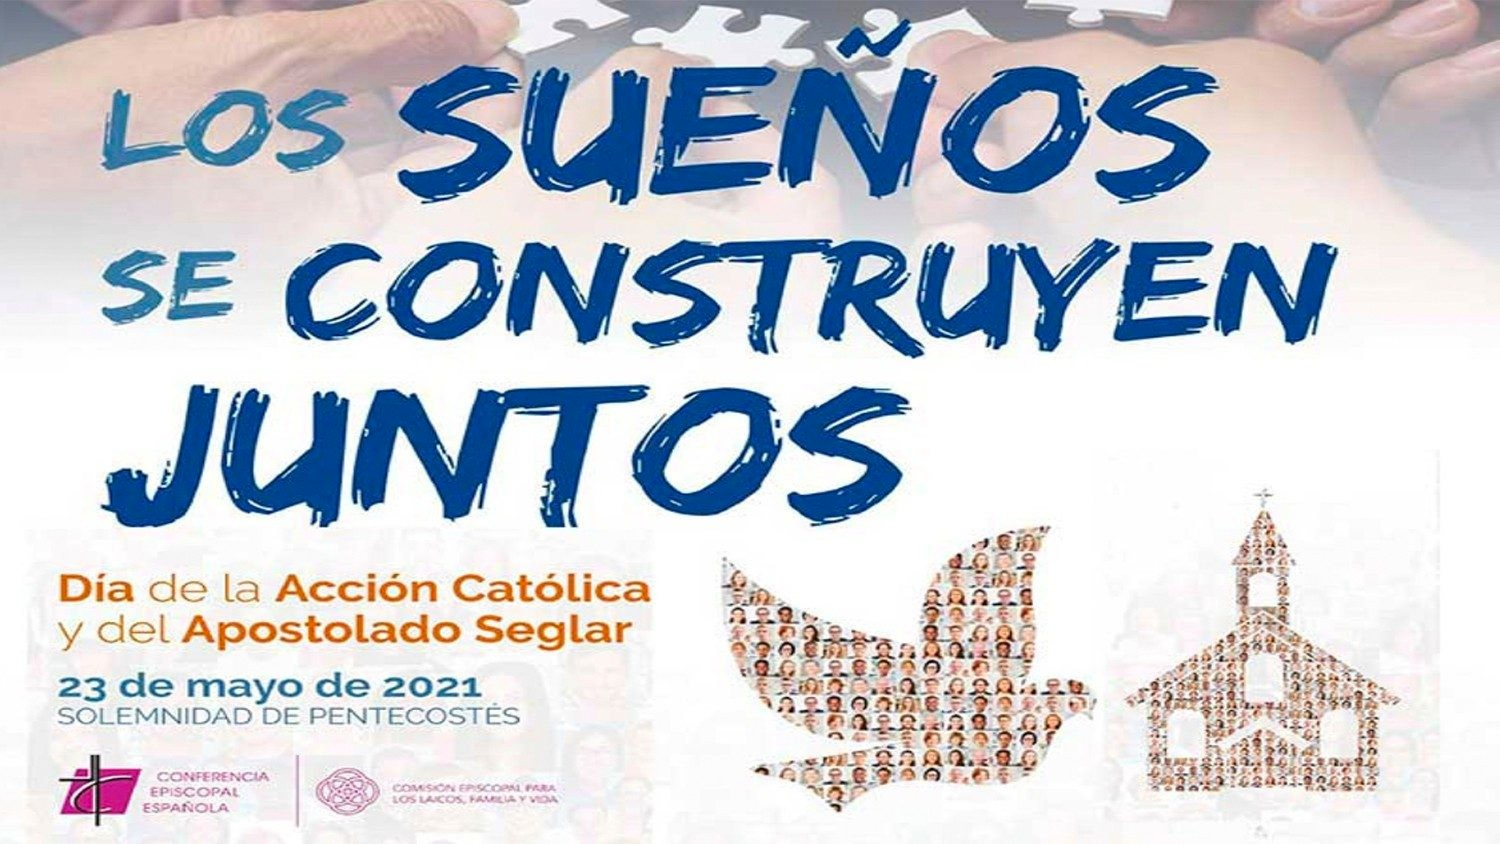 LOS SUEÑOS
SE CONSTRUYEN
JUNTOS
Día de la Acción Católica
y del Apostolado Seglar
23 de mayo de 2021
SOLEMNIDAD DE PENTECOSTÉS
CONFERENCIA
EPISCOPAL
ESPAÑOLA
COMISIÓN EPISCOPAL PARA
LOS LAICOS, FAMILIA Y VIDA